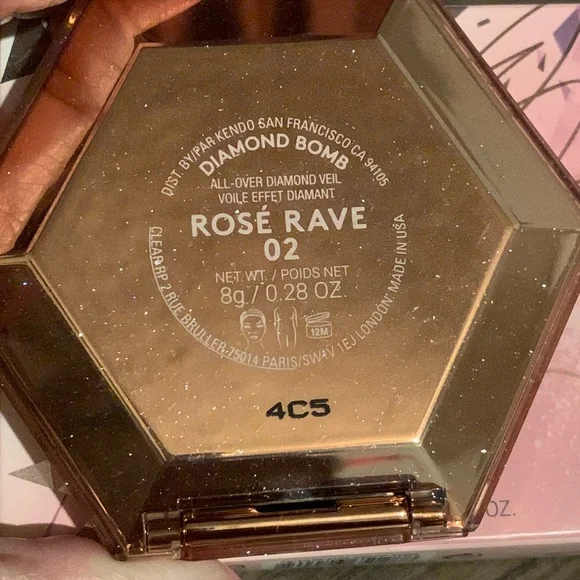 DIST. BY/PAR KENDO SAN FRANCISCO CA 94105
DIAMOND BOMB
ALL-OVER DIAMOND VEIL
VOILE EFFET DIAMANT
ROSÉ RAVE
02
NET. WT. / POIDS NET
8g / 0.28 OZ.
12M
CLEAR RP 2 RUE BRULLER-75014 PARIS/SW1V 1EJ LONDON MADE IN USA
4C5
OZ.